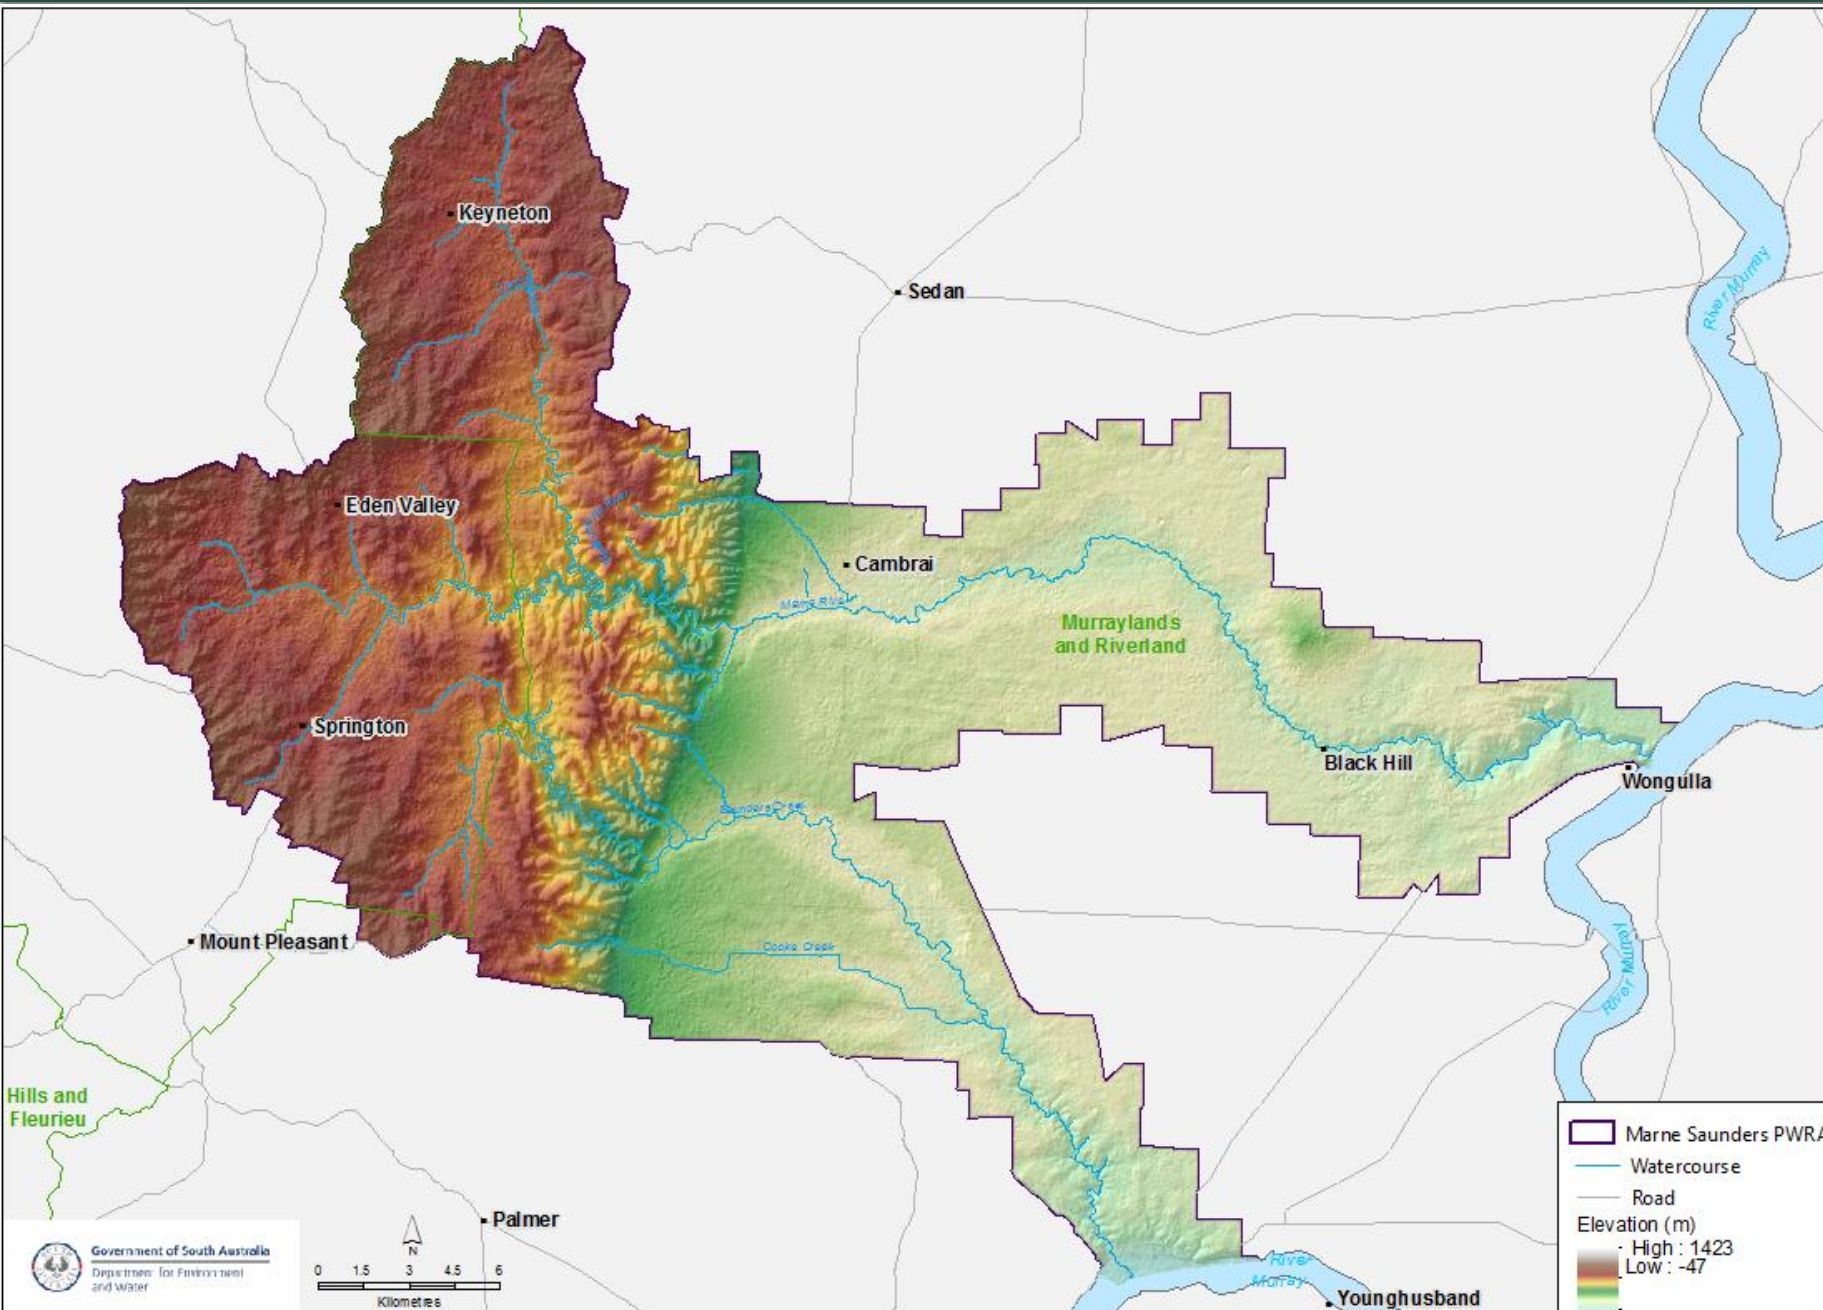 Keyneton
Sedan
River Murray
Eden Valley
Cambrai
Marne River
Murraylands
and Riverland
Springton
Black Hill
Wongulla
Saunders Creek
Mount Pleasant
Cooke Creek
River Murray
Hills and
Fleurieu
Palmer
River
Murray
Younghusband
Marne Saunders PWRA
Watercourse
Road
Elevation (m)
High : 1423
Low : -47
Government of South Australia
Department for Environment
and Water
N
0 1.5 3 4.5 6
Kilometres